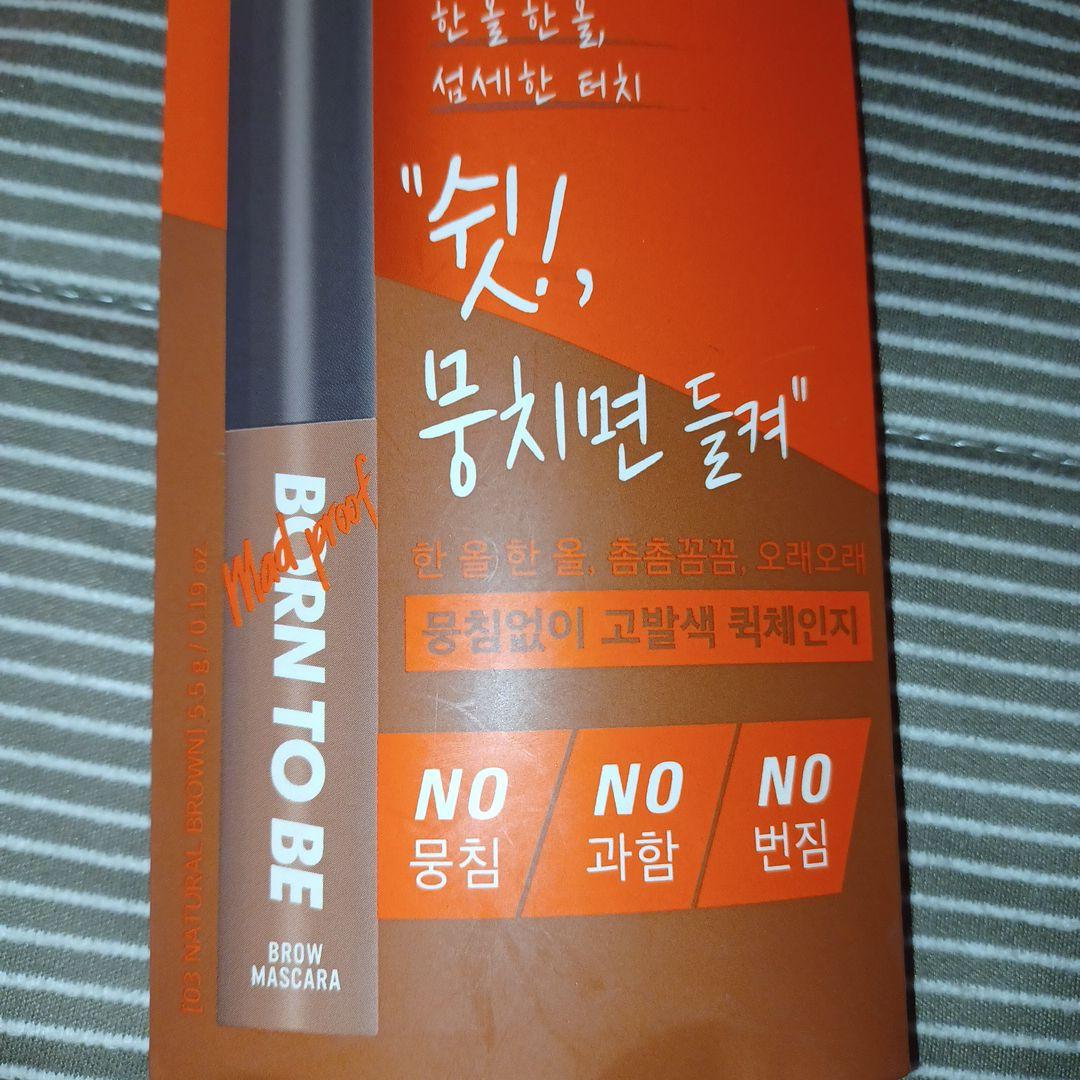 한 올 한 올,
섬세한 터치
"쉿!,
뭉치면 들켜"
한 올 한 올, 촘촘꼼꼼, 오래오래
뭉침없이 고발색 퀵체인지
NO
뭉침
NO
과함
NO
번짐
BORN TO BE
Mad proof
BROW
MASCARA
[03 NATURAL BROWN] 5.5 g / 0.19 oz.